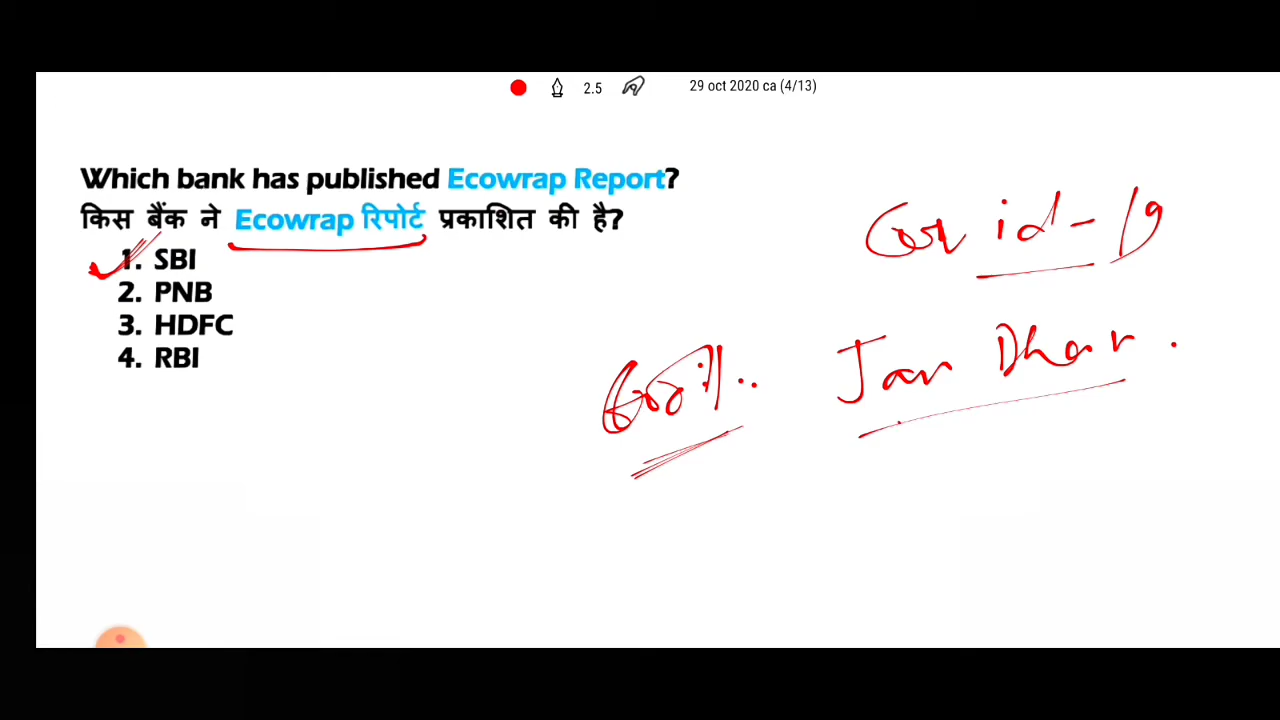 2.5
29 oct 2020 ca (4/13)
Which bank has published Ecowrap Report?
किस बैंक ने Ecowrap रिपोर्ट प्रकाशित की है?
1. SBI
2. PNB
3. HDFC
4. RBI
Covid-19
Jan Dhan.